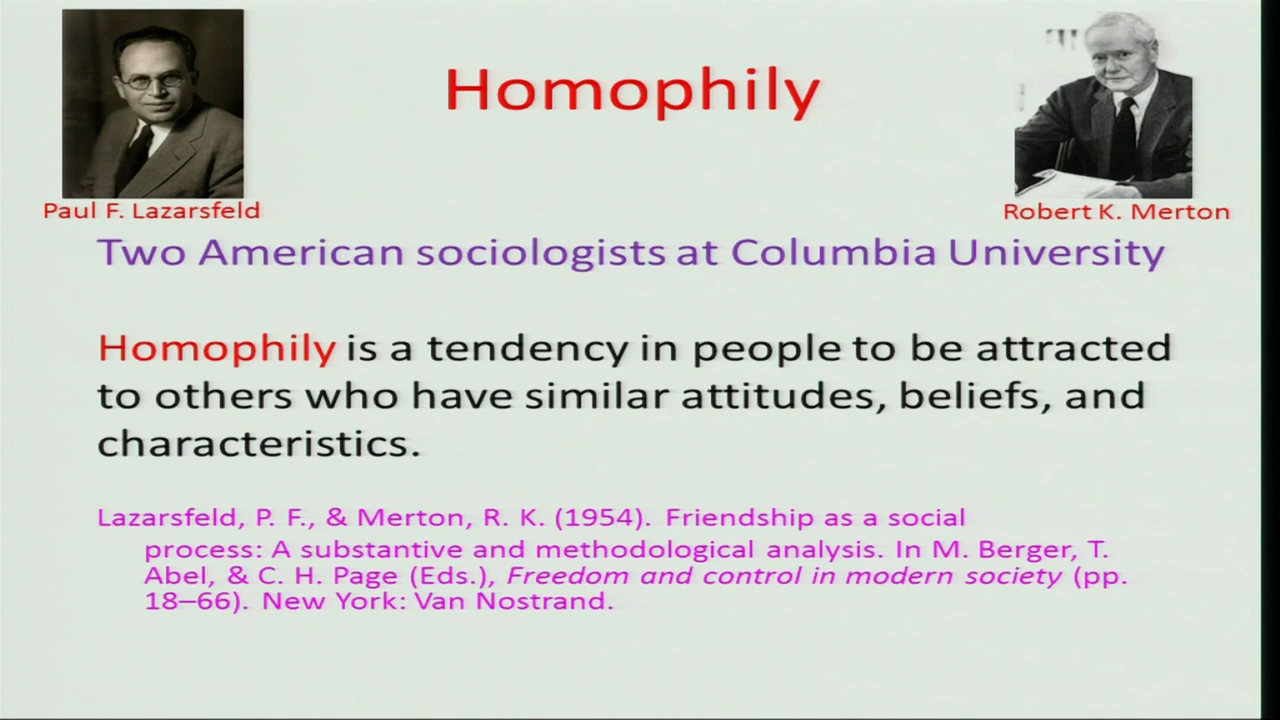 Homophily
Paul F. Lazarsfeld
Robert K. Merton
Two American sociologists at Columbia University
Homophily is a tendency in people to be attracted
to others who have similar attitudes, beliefs, and
characteristics.
Lazarsfeld, P. F., & Merton, R. K. (1954). Friendship as a social
process: A substantive and methodological analysis. In M. Berger, T.
Abel, & C. H. Page (Eds.), Freedom and control in modern society (pp.
18–66). New York: Van Nostrand.